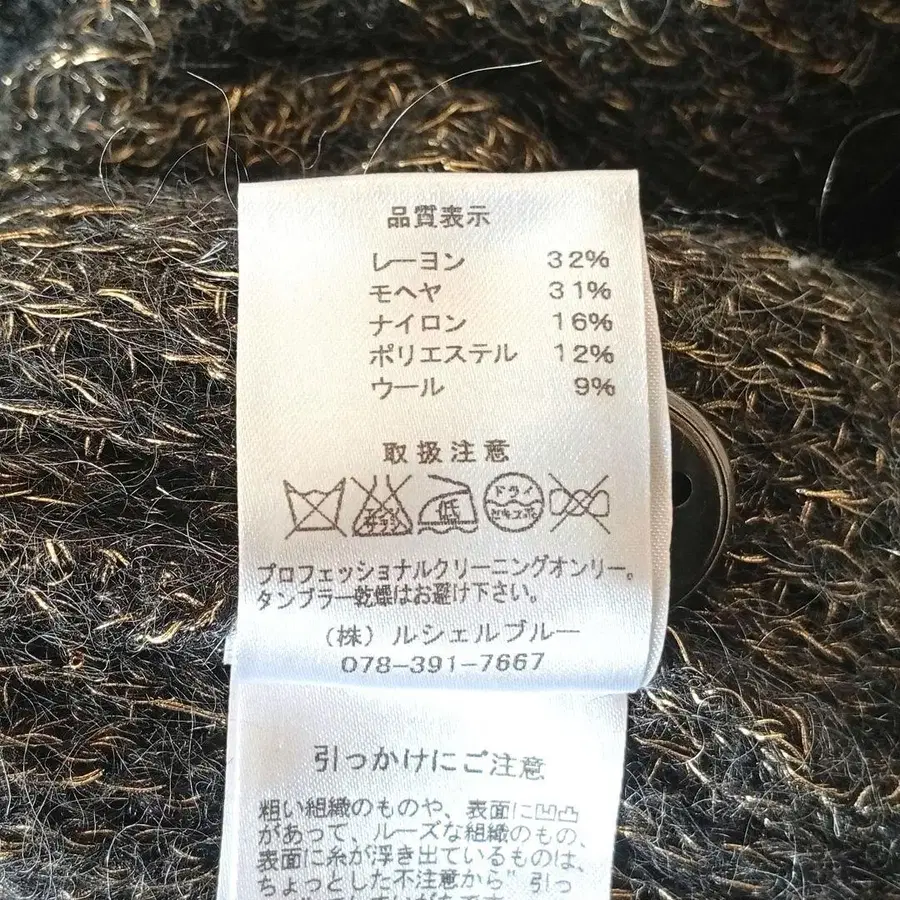 品質表示
レーヨン 32%
モヘヤ 31%
ナイロン 16%
ポリエステル 12%
ウール 9%
取扱注意
低 ドライ
プロフェッショナルクリーニングオンリー。
タンブラー乾燥はお避け下さい。
(株)ルシェルブルー
078-391-7667
引っかけにご注意
粗い組織のものや、表面に凹凸
があって、ルーズな組織のもの、
表面に糸が浮き出ているものは、
ちょっとした不注意から"引っ